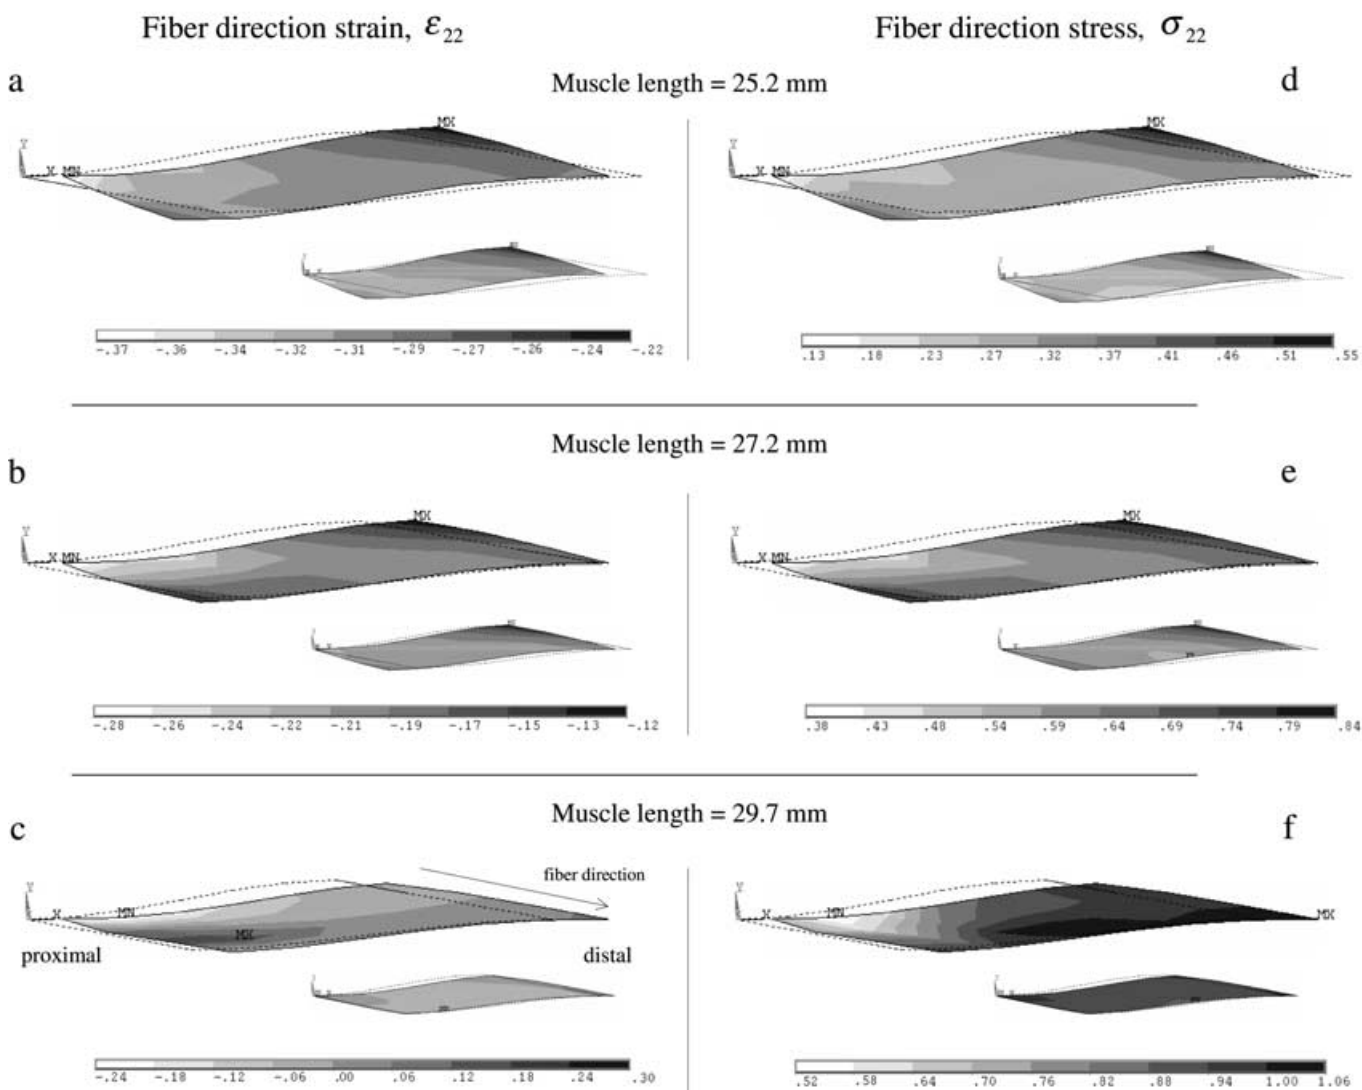 Fiber direction strain, ε22
Fiber direction stress, σ22
a
Muscle length = 25.2 mm
d
MX
MX
Y
X MN
Y
X MN
-.37 -.36 -.34 -.32 -.31 -.29 -.27 -.26 -.24 -.22
.13 .18 .23 .27 .32 .37 .41 .46 .51 .55
Muscle length = 27.2 mm
b
e
MX
MX
Y
X MN
Y
X MN
-.28 -.26 -.24 -.22 -.21 -.19 -.17 -.15 -.13 -.12
.38 .43 .48 .54 .59 .64 .69 .74 .79 .84
Muscle length = 29.7 mm
c
f
fiber direction
Y
X MN
MX
Y
X MN
MX
proximal
distal
-.24 -.18 -.12 -.06 .00 .06 .12 .18 .24 .30
.52 .58 .64 .70 .76 .82 .88 .94 1.00 1.06